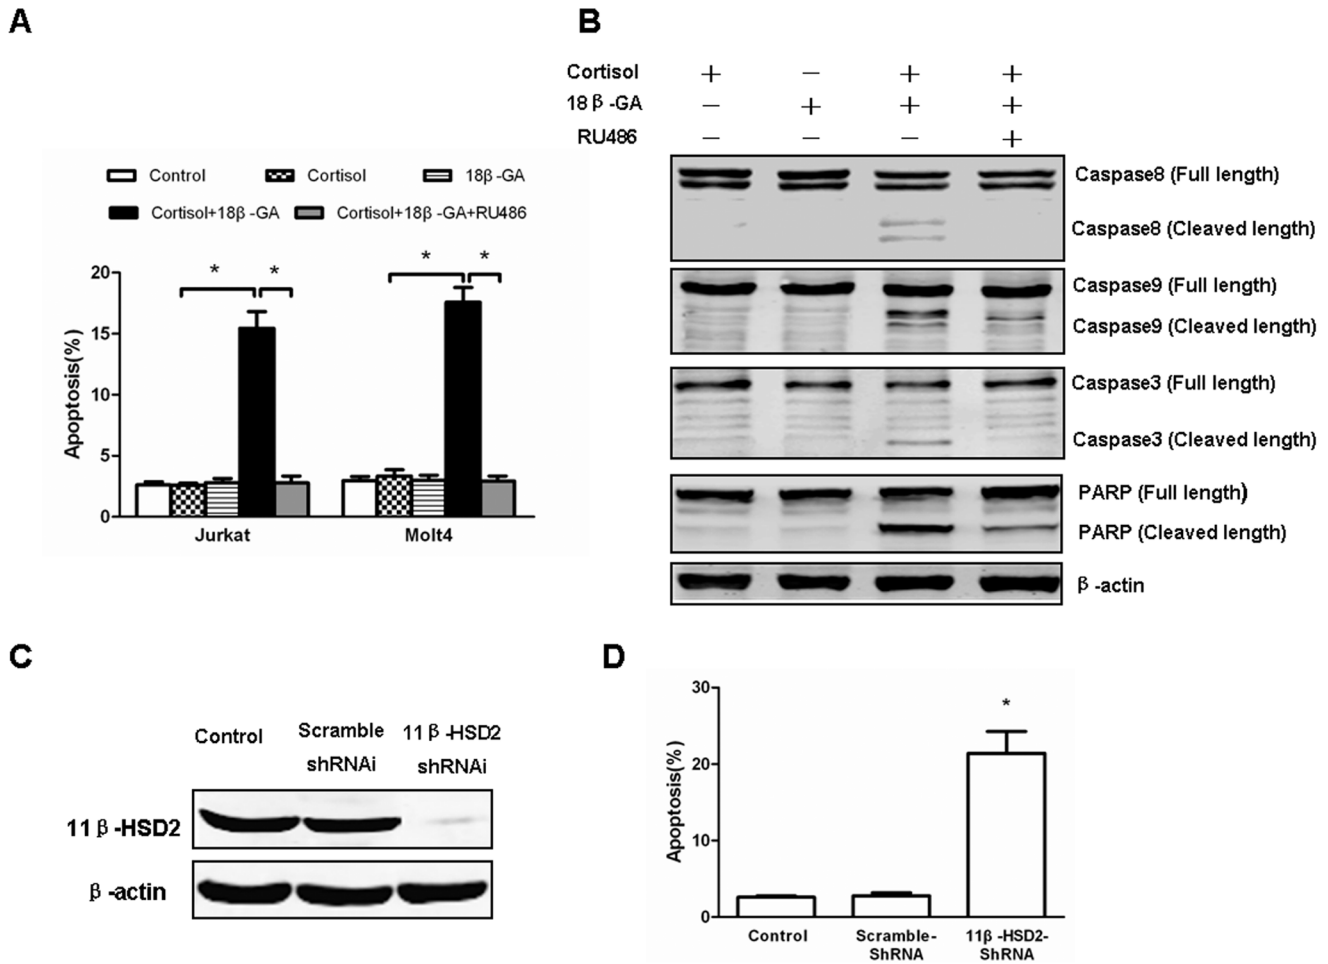 A
Control Cortisol 18β-GA
Cortisol+18β-GA Cortisol+18β-GA+RU486
* * * *
20
15
10
5
0
Apoptosis(%)
Jurkat Molt4
B
Cortisol + − + +
18β-GA − + + +
RU486 − − − +
Caspase8 (Full length)
Caspase8 (Cleaved length)
Caspase9 (Full length)
Caspase9 (Cleaved length)
Caspase3 (Full length)
Caspase3 (Cleaved length)
PARP (Full length)
PARP (Cleaved length)
β-actin
C
Control Scramble 11β-HSD2
shRNAi shRNAi
11β-HSD2
β-actin
D
30
20
10
0
Apoptosis(%)
*
Control Scramble- 11β-HSD2-
ShRNA ShRNA